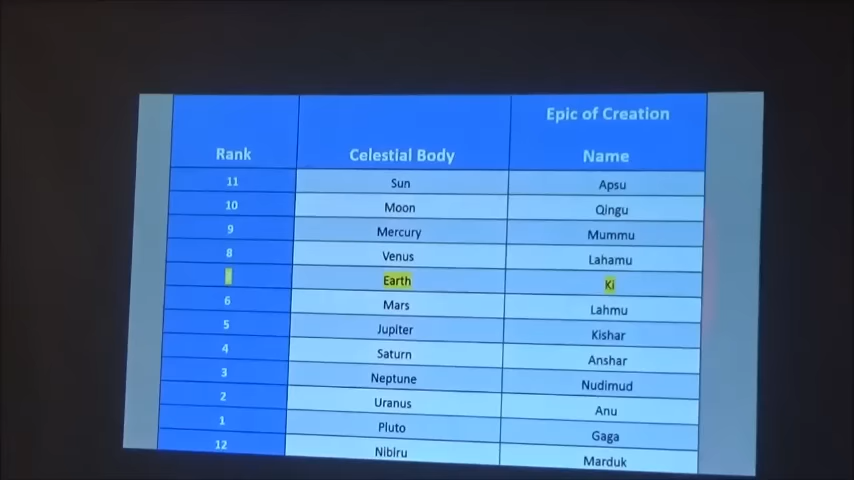 Rank Celestial Body Epic of Creation Name
11 Sun Apsu
10 Moon Qingu
9 Mercury Mummu
8 Venus Lahamu
Earth Ki
6 Mars Lahmu
5 Jupiter Kishar
4 Saturn Anshar
3 Neptune Nudimud
2 Uranus Anu
1 Pluto Gaga
12 Nibiru Marduk